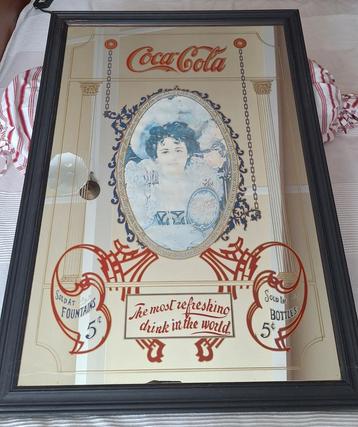 Coca-Cola
SOLD AT
FOUNTAINS
5¢
The most refreshing
drink in the world.
SOLD IN
BOTTLES
5¢